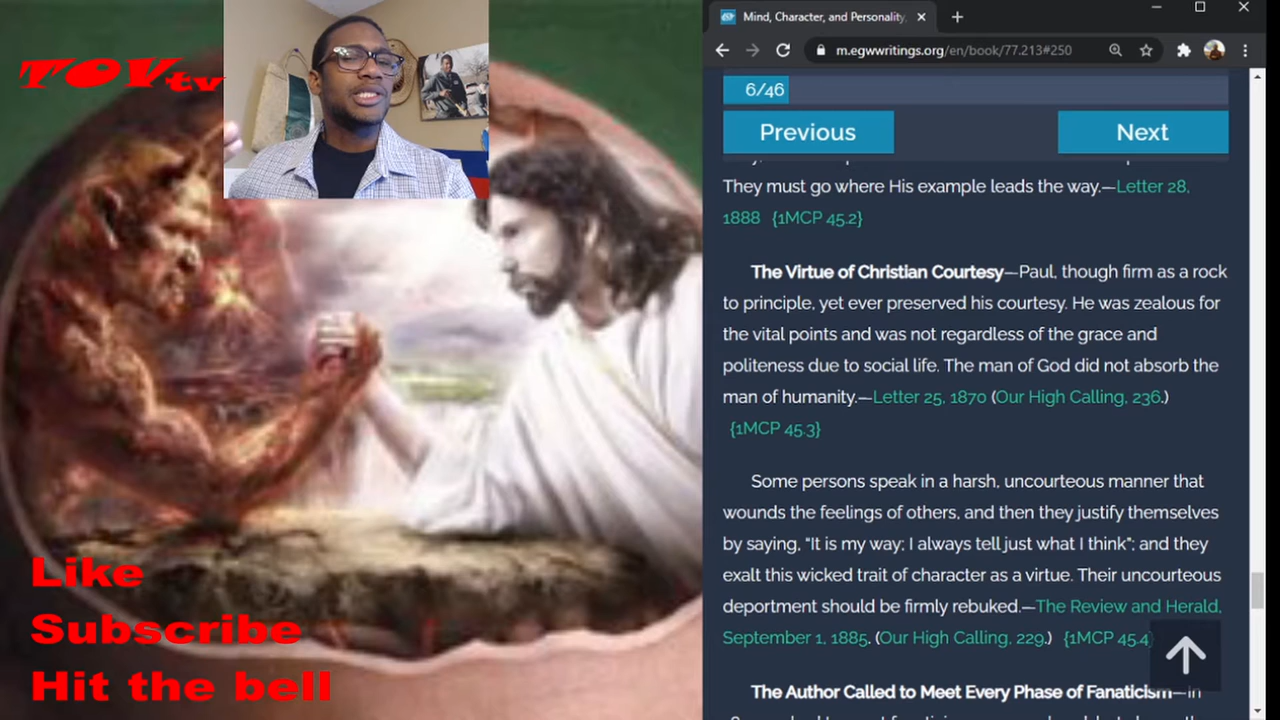 TOVtv
Like
Subscribe
Hit the bell
Mind, Character, and Personality,
m.egwwritings.org/en/book/77.213#250
6/46
Previous
Next
They must go where His example leads the way.—Letter 28,
1888 {1MCP 45.2}
The Virtue of Christian Courtesy—Paul, though firm as a rock
to principle, yet ever preserved his courtesy. He was zealous for
the vital points and was not regardless of the grace and
politeness due to social life. The man of God did not absorb the
man of humanity.—Letter 25, 1870 (Our High Calling, 236.)
{1MCP 45.3}
Some persons speak in a harsh, uncourteous manner that
wounds the feelings of others, and then they justify themselves
by saying, “It is my way; I always tell just what I think”; and they
exalt this wicked trait of character as a virtue. Their uncourteous
deportment should be firmly rebuked.—The Review and Herald,
September 1, 1885. (Our High Calling, 229.) {1MCP 45.4}
The Author Called to Meet Every Phase of Fanaticism—In